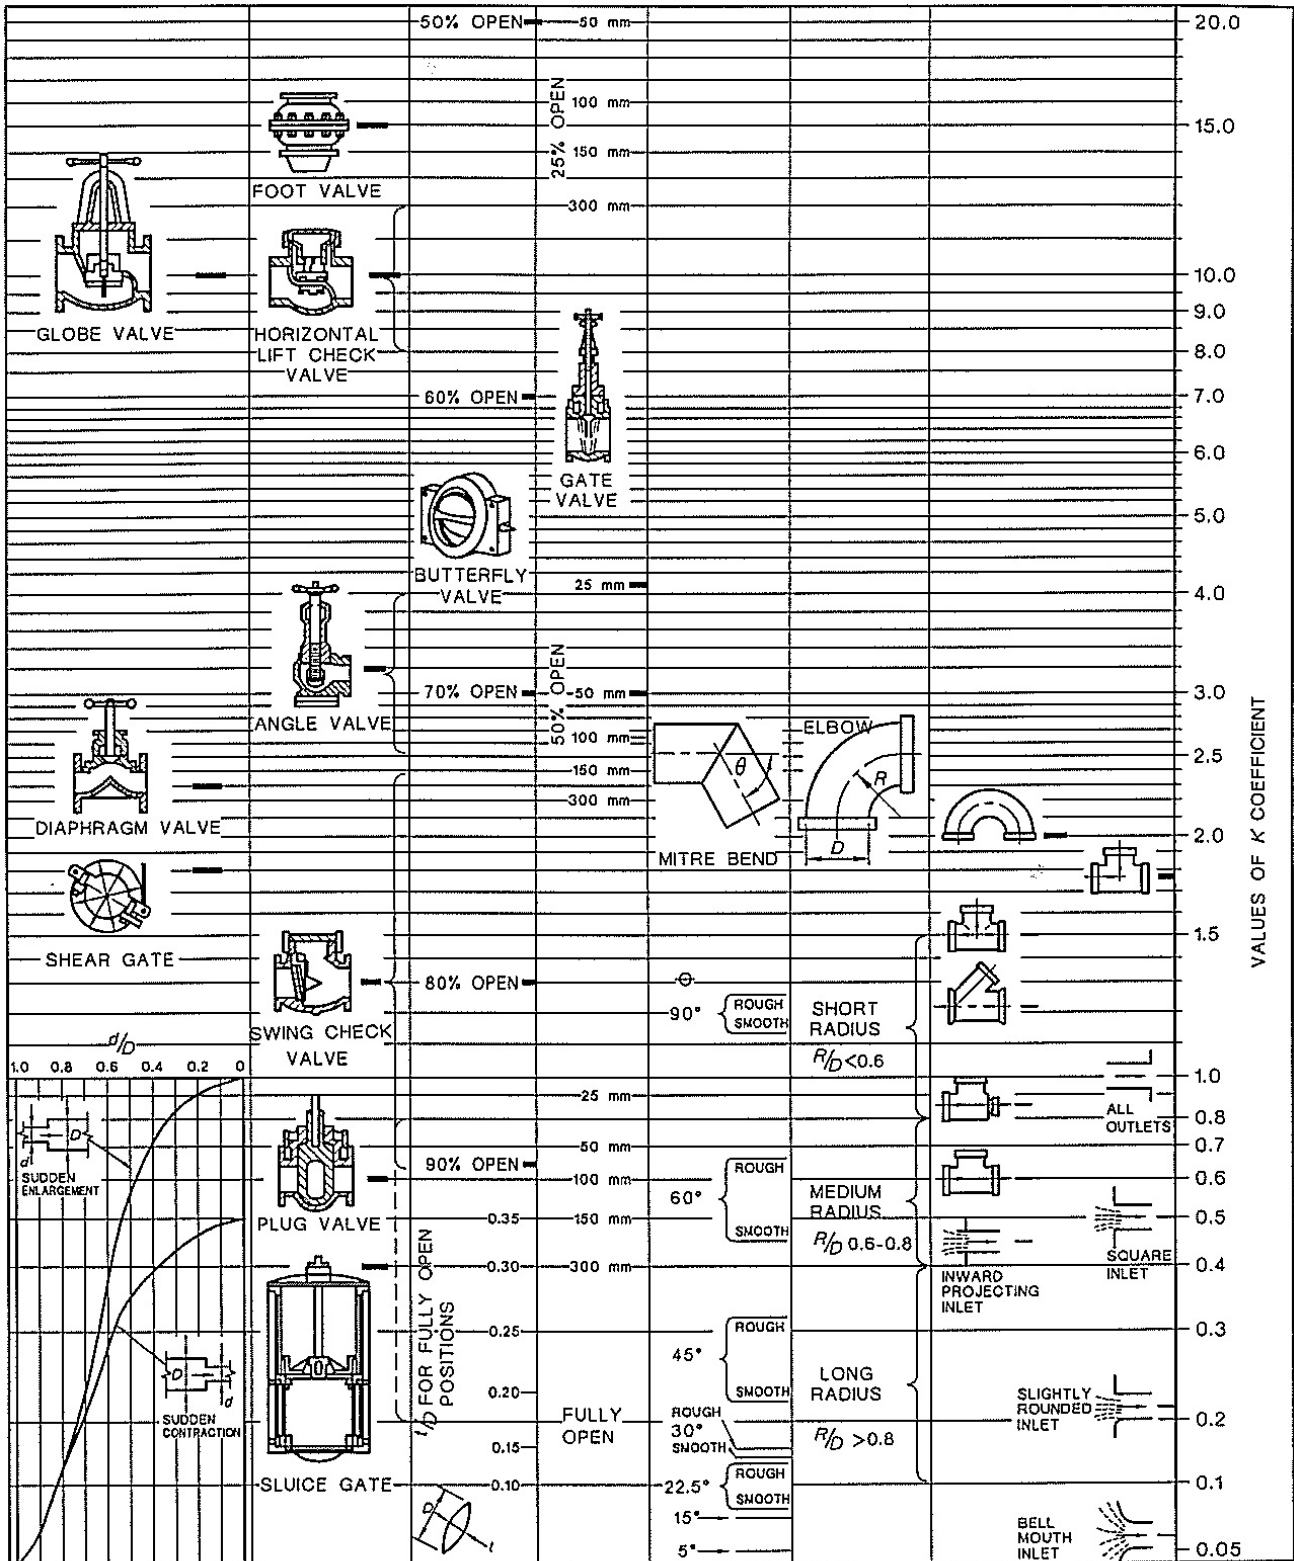 50% OPEN
50 mm
20.0
25% OPEN
100 mm
15.0
150 mm
FOOT VALVE
300 mm
10.0
GLOBE VALVE
HORIZONTAL
LIFT CHECK
VALVE
9.0
8.0
60% OPEN
7.0
6.0
GATE
VALVE
5.0
BUTTERFLY
VALVE
25 mm
4.0
50% OPEN
70% OPEN
50 mm
3.0
ANGLE VALVE
100 mm
ELBOW
2.5
θ
150 mm
R
300 mm
DIAPHRAGM VALVE
2.0
D
MITRE BEND
VALUES OF K COEFFICIENT
1.5
SHEAR GATE
80% OPEN
θ
90°
ROUGH
SMOOTH
SHORT
RADIUS
R/D <0.6
SWING CHECK
VALVE
d/D
1.0 0.8 0.6 0.4 0.2 0
1.0
25 mm
ALL
OUTLETS
0.8
D
d
SUDDEN
ENLARGEMENT
50 mm
0.7
90% OPEN
100 mm
0.6
60°
ROUGH
SMOOTH
MEDIUM
RADIUS
R/D 0.6-0.8
PLUG VALVE
0.35
150 mm
0.5
SQUARE
INLET
0.30
300 mm
0.4
INWARD
PROJECTING
INLET
l/D FOR FULLY OPEN
POSITIONS
0.25
0.3
45°
ROUGH
SMOOTH
LONG
RADIUS
R/D >0.8
D
d
SUDDEN
CONTRACTION
0.20
SLIGHTLY
ROUNDED
INLET
FULLY
OPEN
0.2
ROUGH
30°
SMOOTH
0.15
SLUICE GATE
0.10
22.5°
ROUGH
SMOOTH
0.1
D
l
15°
5°
BELL
MOUTH
INLET
0.05